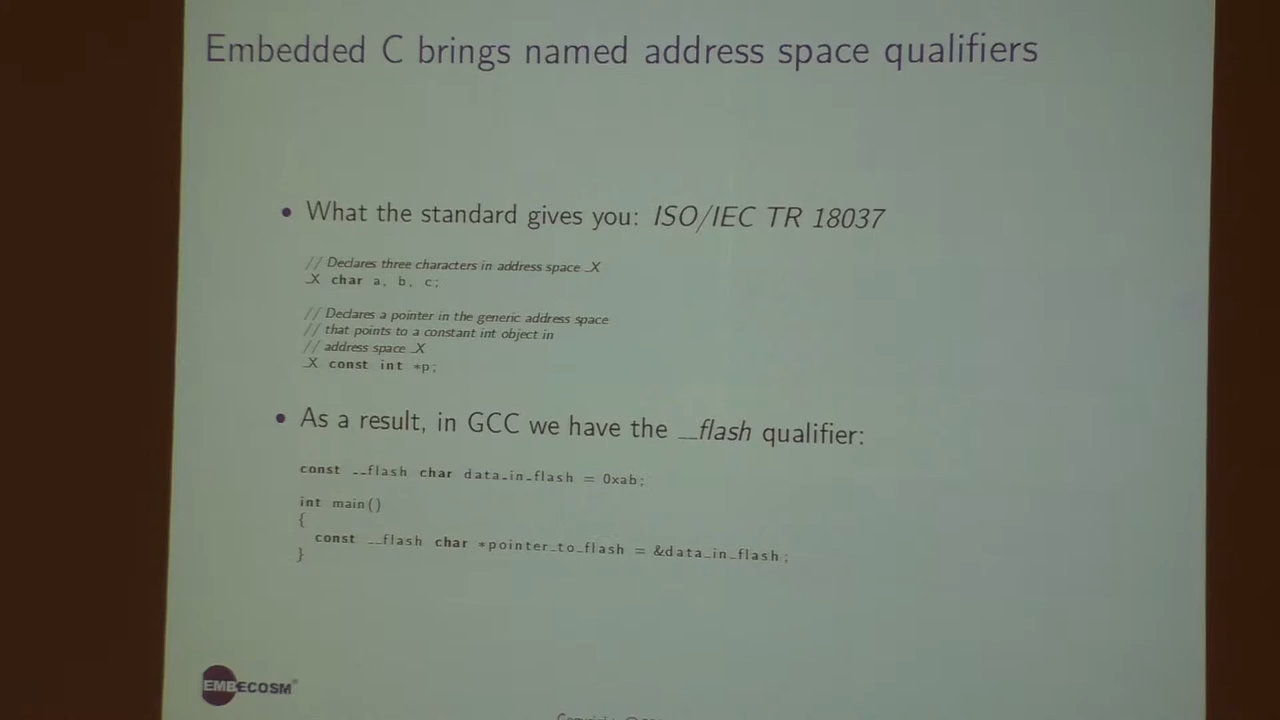 Embedded C brings named address space qualifiers
• What the standard gives you: ISO/IEC TR 18037
// Declares three characters in address space _X
_X char a, b, c;
// Declares a pointer in the generic address space
// that points to a constant int object in
// address space _X
_X const int *p;
• As a result, in GCC we have the __flash qualifier:
const __flash char data_in_flash = 0xab;
int main()
{
const __flash char *pointer_to_flash = &data_in_flash;
}
EMBECOSM®